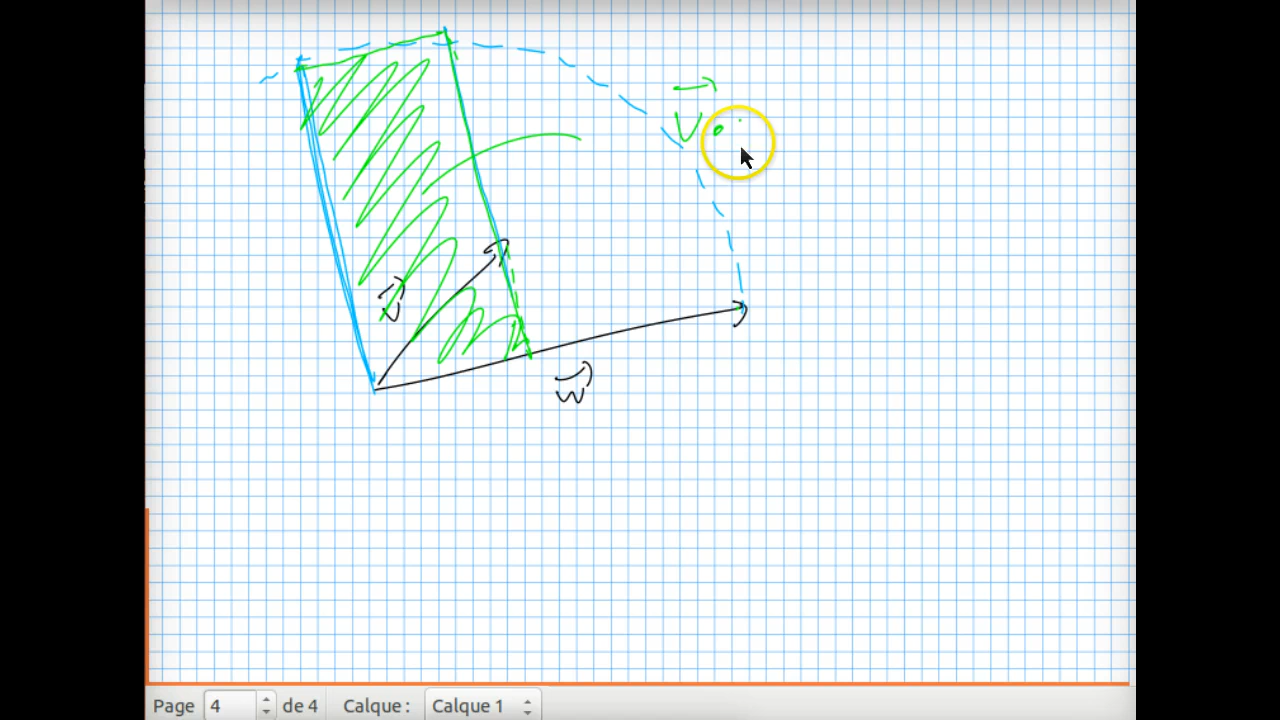 v⃗ •
v⃗
w⃗
Page 4 de 4 Calque : Calque 1